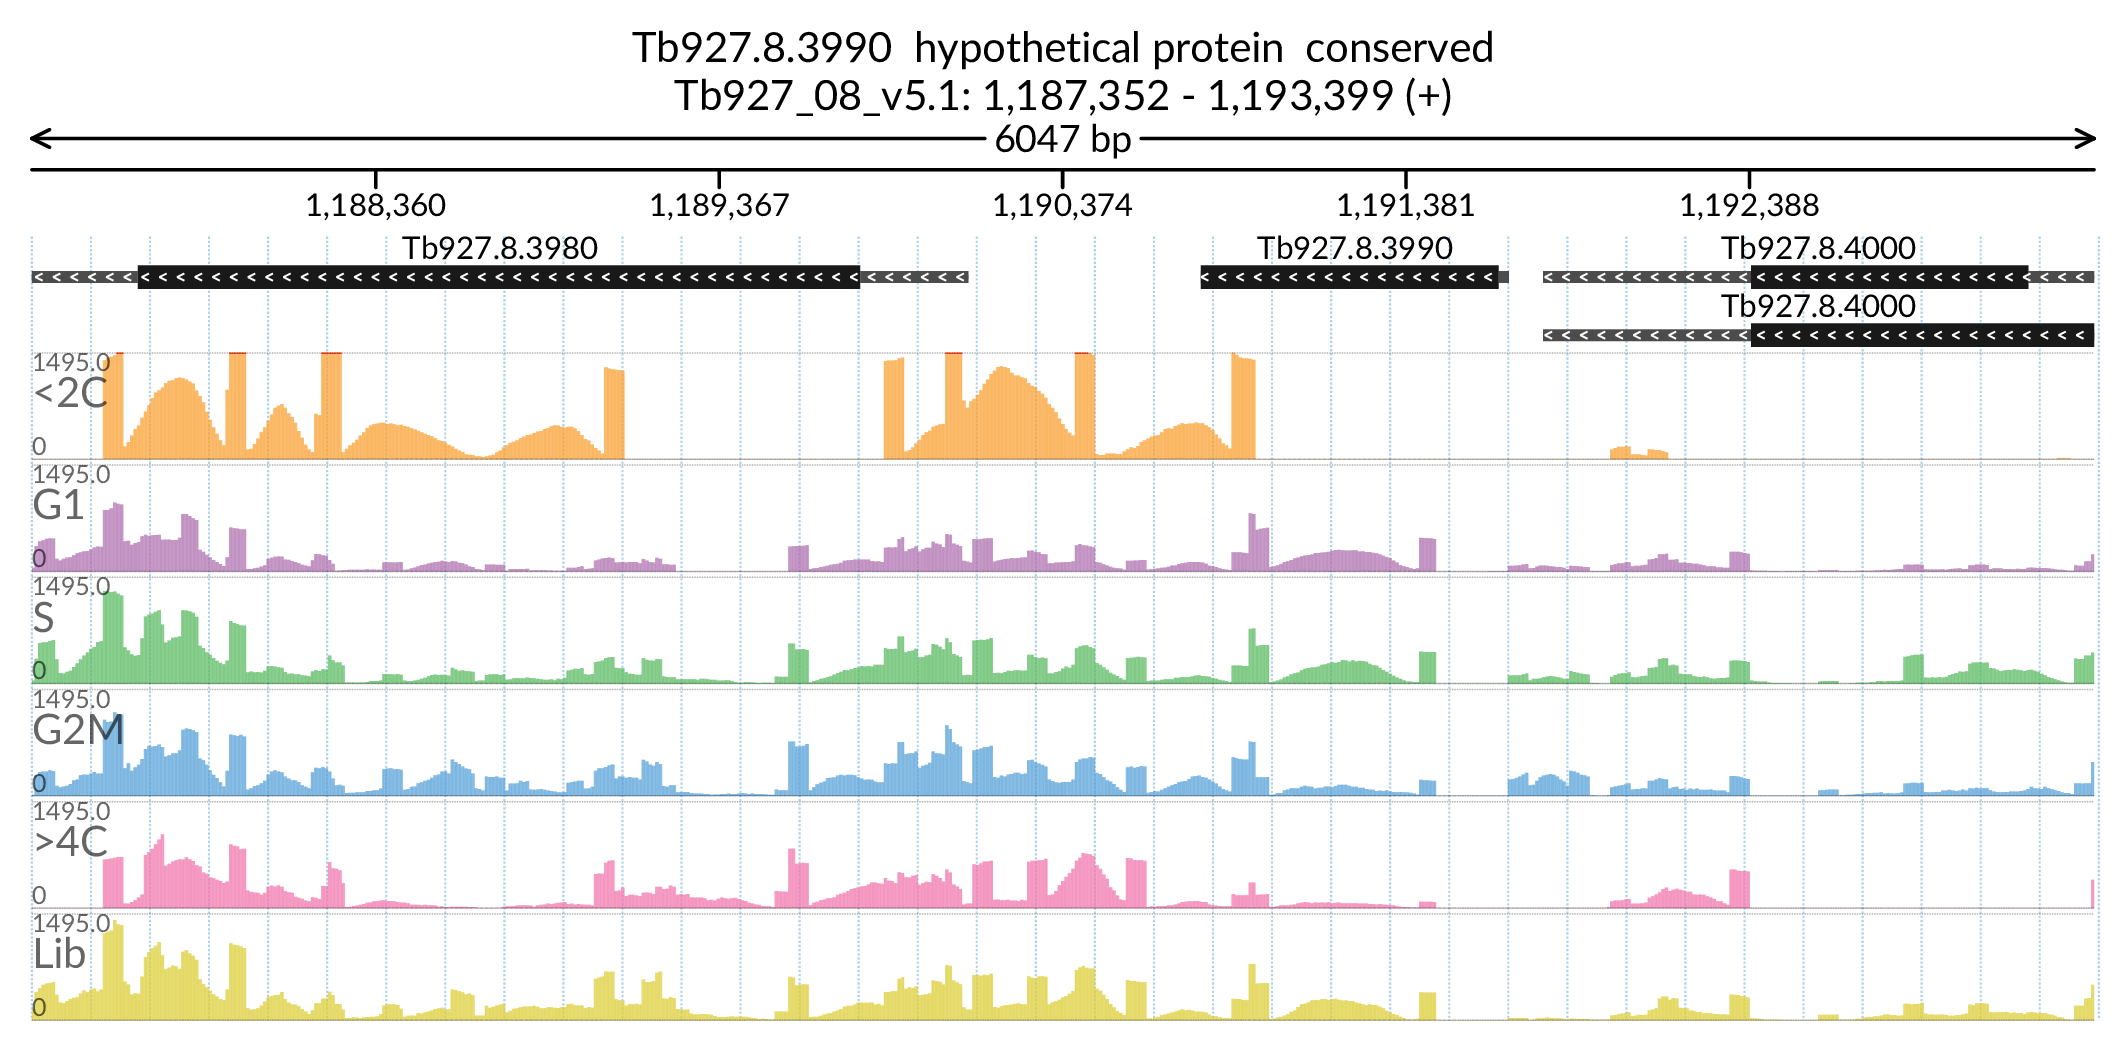 Tb927.8.3990  hypothetical protein  conserved
Tb927_08_v5.1: 1,187,352 - 1,193,399 (+)
6047 bp
1,188,360 1,189,367 1,190,374 1,191,381 1,192,388
Tb927.8.3980 Tb927.8.3990 Tb927.8.4000
Tb927.8.4000
1495.0
<2C
0
1495.0
G1
0
1495.0
S
0
1495.0
G2M
0
1495.0
>4C
0
1495.0
Lib
0